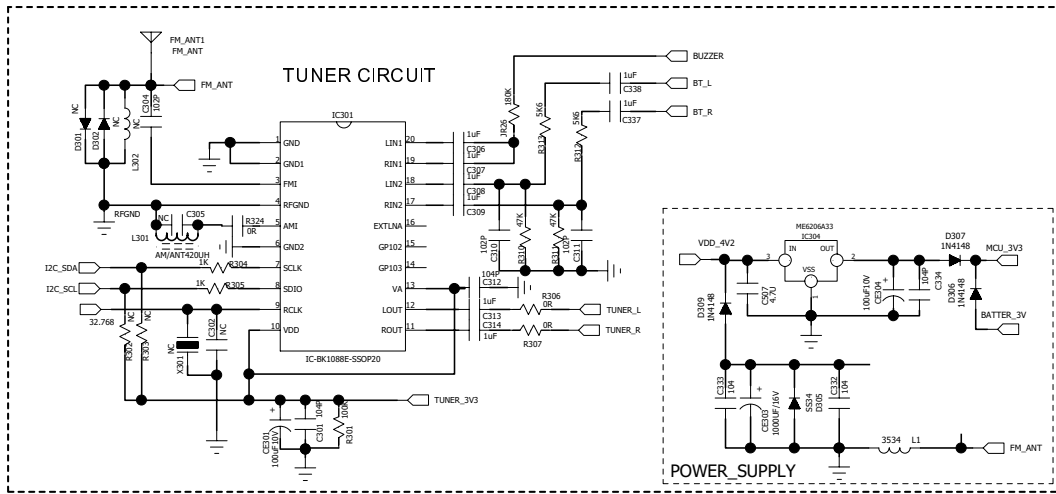 FM_ANT1
FM_ANT
FM_ANT
TUNER CIRCUIT
NC
D301
D302
NC
NC
L302
C304
102P
IC301
1 GND
2 GND1
3 FMI
4 RFGND
5 AMI
6 GND2
7 SCLK
8 SDIO
9 RCLK
10 VDD
LIN1 20
RIN1 19
LIN2 18
RIN2 17
EXTLNA 16
GP102 15
GP103 14
VA 13
LOUT 12
ROUT 11
IC-BK1088E-SSOP20
RFGND
NC
C305
L301
AM/ANT420UH
R324
0R
I2C_SDA
1K
R304
I2C_SCL
1K
R305
32.768
NC
R302
NC
R303
NC
X301
C302
NC
TUNER_3V3
CE301
100uF10V
C301
104P
R301
100K
BUZZER
BT_L
BT_R
1uF
C338
1uF
C337
180K
JR26
5K6
R313
5K6
R312
1uF
C306
1uF
C307
1uF
C308
C309
102P
C310
47K
R310
47K
R311
102P
C311
104P
C312
1uF
C313
C314
1uF
R306
0R
TUNER_L
0R
R307
TUNER_R
VDD_4V2
ME6206A33
IC304
IN
OUT
VSS
3
2
1
C507
4.7U
D309
1N4148
100uF10V
CE304
104P
C334
D307
1N4148
MCU_3V3
D306
1N4148
BATTER_3V
C333
104
CE303
1000UF/16V
SS34
D305
C332
104
3534
L1
FM_ANT
POWER_SUPPLY